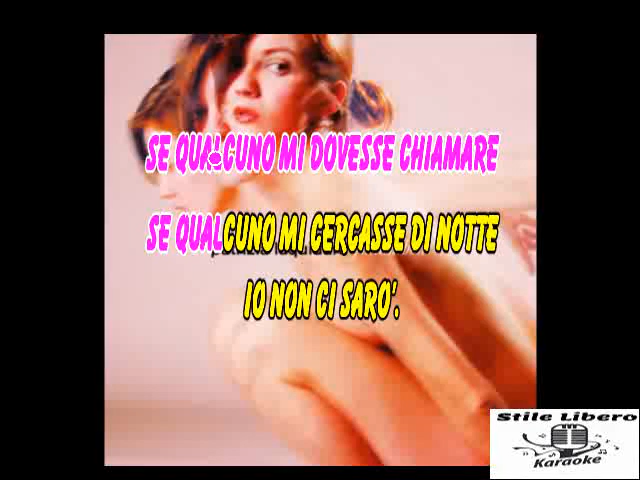 SE QUALCUNO MI DOVESSE CHIAMARE
SE QUALCUNO MI CERCASSE DI NOTTE
IO NON CI SARO'.
Stile Libero
Karaoke